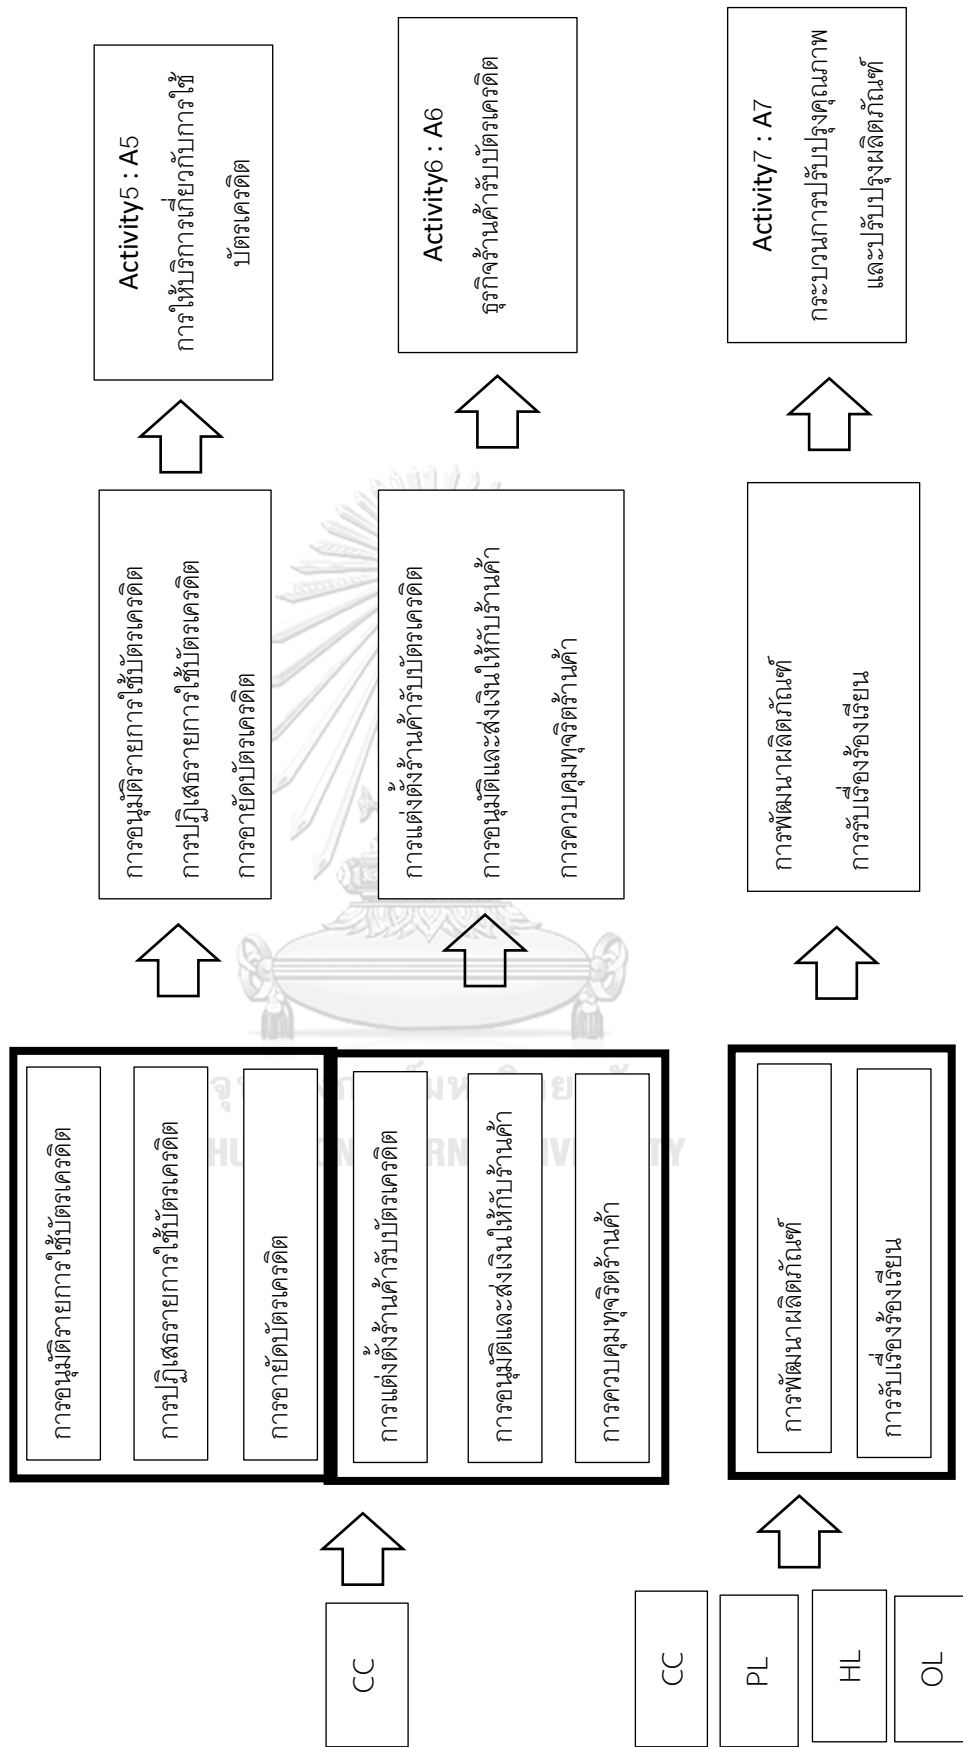 CC
CC
PL
HL
OL
การอนุมัติรายการใช้บัตรเครดิต
การปฏิเสธรายการใช้บัตรเครดิต
การอายัดบัตรเครดิต
การแต่งตั้งร้านค้ารับบัตรเครดิต
การอนุมัติและส่งเงินให้กับร้านค้า
การควบคุมทุจริตร้านค้า
การพัฒนาผลิตภัณฑ์
การรับเรื่องร้องเรียน
การอนุมัติรายการใช้บัตรเครดิต
การปฏิเสธรายการใช้บัตรเครดิต
การอายัดบัตรเครดิต
การแต่งตั้งร้านค้ารับบัตรเครดิต
การอนุมัติและส่งเงินให้กับร้านค้า
การควบคุมทุจริตร้านค้า
การพัฒนาผลิตภัณฑ์
การรับเรื่องร้องเรียน
Activity5 : A5
การให้บริการเกี่ยวกับการใช้
บัตรเครดิต
Activity6 : A6
ธุรกิจร้านค้ารับบัตรเครดิต
Activity7 : A7
กระบวนการปรับปรุงคุณภาพ
และปรับปรุงผลิตภัณฑ์